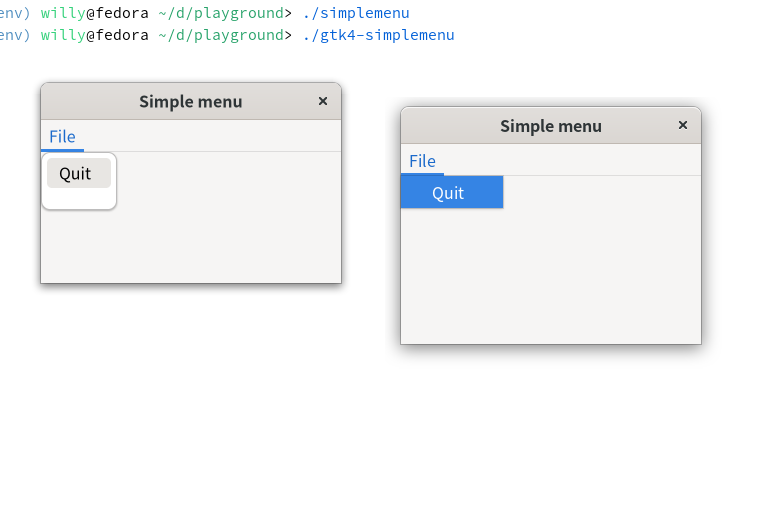 env) willy@fedora ~/d/playground> ./simplemenu
env) willy@fedora ~/d/playground> ./gtk4-simplemenu
Simple menu ×
File
Quit
Simple menu ×
File
Quit